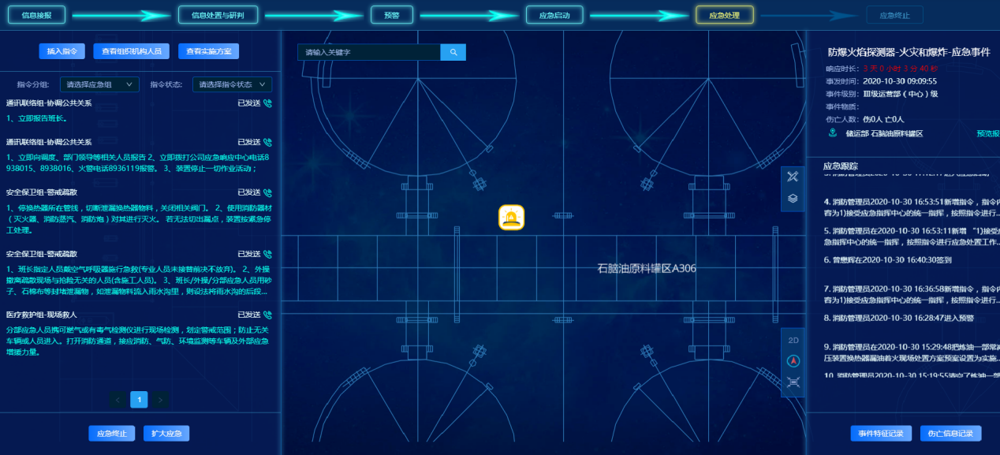 信息接报
信息处置与研判
预警
应急启动
应急处理
应急终止
插入指令
查看组织机构人员
查看实施方案
指令分组: 请选择应急组
指令状态: 请选择指令状态
通讯联络组-协调公共关系 已发送
1、立即报告班长。
通讯联络组-协调公共关系 已发送
1、立即向调度、部门领导等相关人员报告 2、立即拨打公司应急响应中心电话8
938015、8938016、火警电话8936119报警。 3、装置停止一切作业活动；
安全保卫组-警戒疏散 已发送
1、停换热器所在管线，切断泄漏换热器物料，关闭相关阀门。 2、使用消防器材
（灭火器、消防蒸汽、消防炮）对其进行灭火。 若无法切出漏点，装置按紧急停
工处理。
安全保卫组-警戒疏散 已发送
1、班长指定人员戴空气呼吸器施行急救(专业人员未接替前决不放弃)。 2、外操
撤离疏散现场与抢险无关的人员(含施工人员)。 3、班长/外操/分部应急人员用砂
子、石棉布等封堵泄漏物，如泄漏物料流入雨水沟里，则设法将雨水沟的后段...
医疗救护组-现场救人 已发送
分部应急人员携可燃气或有毒气检测仪进行现场检测，划定警戒范围；防止无关
车辆或人员进入。打开消防通道，接应消防、气防、环境监测等车辆及外部应急
增援力量。
1
应急终止
扩大应急
请输入关键字
石脑油原料罐区A306
2D
防爆火焰探测器-火灾和爆炸-应急事件
响应时长: 3 天 0 小时 3 分 40 秒
事发时间: 2020-10-30 09:09:55
事件级别: Ⅲ级运营部（中心）级
事件物质:
伤亡人数: 伤0人 亡0人
储运部 石脑油原料罐区
预览报
应急跟踪
4. 消防管理员2020-10-30 16:53:51新增指令，指令内
容为1)接受应急指挥中心的统一指挥，按照指令进行...
5. 消防管理员在2020-10-30 16:53:11新增 “1)接受应
急指挥中心的统一指挥，按照指令进行应急处置工作...
6. 曾懋辉在2020-10-30 16:40:30签到
7. 消防管理员2020-10-30 16:36:58新增指令，指令内
容为1)接受应急指挥中心的统一指挥，按照指令进行...
8. 消防管理员2020-10-30 16:28:47进入预警
9. 消防管理员在2020-10-30 15:29:48把炼油一部常减
压装置换热器漏油着火现场处置方案预案设置为实施...
10. 消防管理员2020-10-30 15:19:55清空了炼油一部
事件特征记录
伤亡信息记录